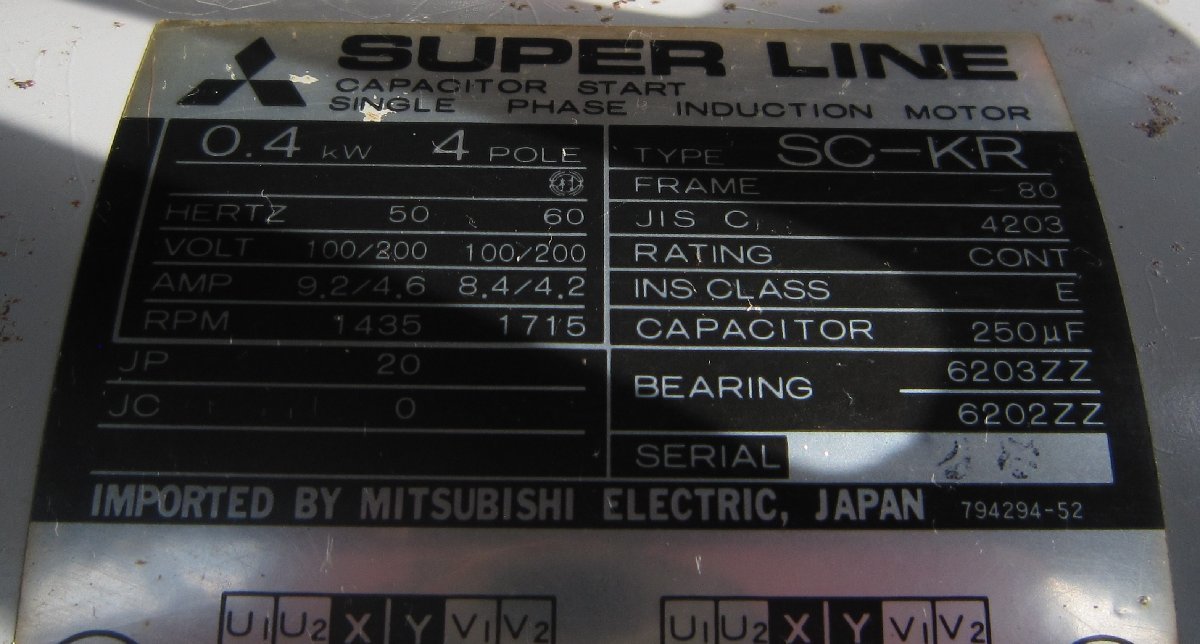 SUPER LINE
CAPACITOR START
SINGLE PHASE INDUCTION MOTOR
0.4 kW 4 POLE
HERTZ 50 60
VOLT 100/200 100/200
AMP 9.2/4.6 8.4/4.2
RPM 1435 1715
JP 20
JC 0
TYPE SC-KR
FRAME 80
JIS C 4203
RATING CONT
INS CLASS E
CAPACITOR 250µF
BEARING 6203ZZ
6202ZZ
SERIAL
IMPORTED BY MITSUBISHI ELECTRIC, JAPAN 794294-52
U1 U2 X Y V1 V2 U1 U2 X Y V1 V2